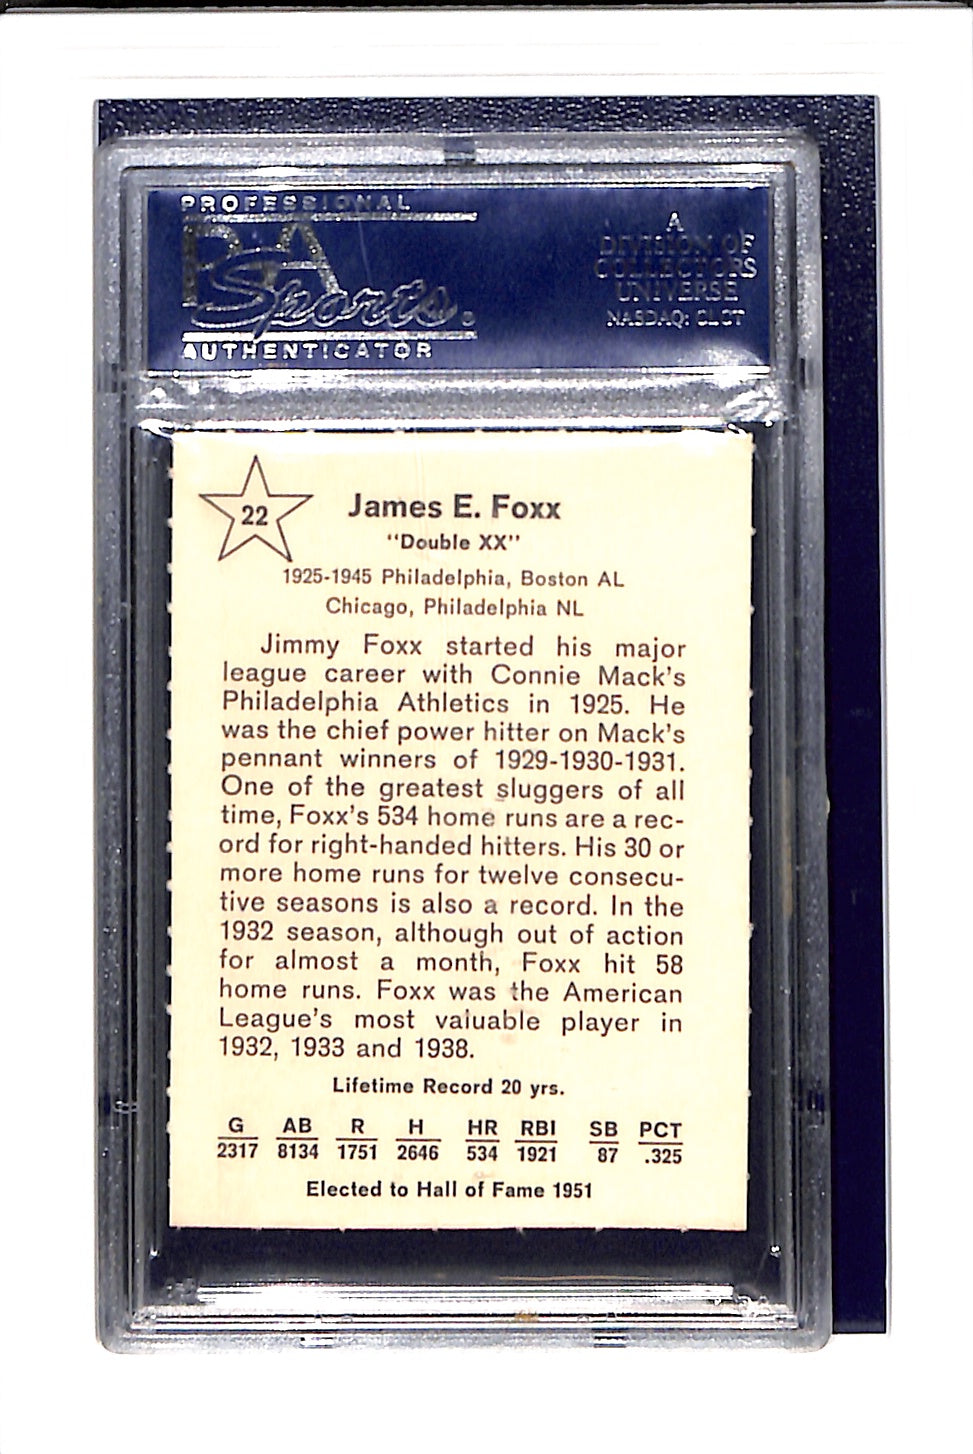 PROFESSIONAL
PSA
Sports
AUTHENTICATOR
A
DIVISION OF
COLLECTORS
UNIVERSE
NASDAQ: CLCT
22
James E. Foxx
"Double XX"
1925-1945 Philadelphia, Boston AL
Chicago, Philadelphia NL
Jimmy Foxx started his major
league career with Connie Mack's
Philadelphia Athletics in 1925. He
was the chief power hitter on Mack's
pennant winners of 1929-1930-1931.
One of the greatest sluggers of all
time, Foxx's 534 home runs are a rec-
ord for right-handed hitters. His 30 or
more home runs for twelve consecu-
tive seasons is also a record. In the
1932 season, although out of action
for almost a month, Foxx hit 58
home runs. Foxx was the American
League's most valuable player in
1932, 1933 and 1938.
Lifetime Record 20 yrs.
G AB R H HR RBI SB PCT
2317 8134 1751 2646 534 1921 87 .325
Elected to Hall of Fame 1951